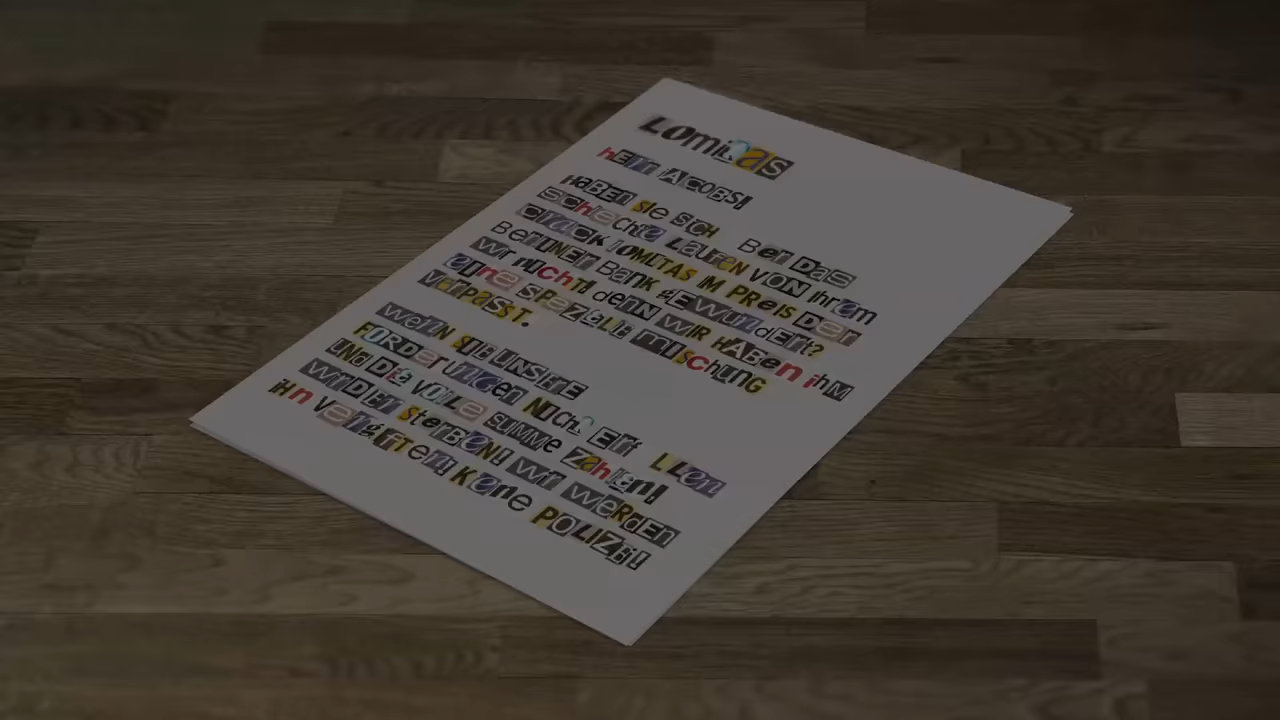 LOmitaS
HErr JACOBS!
HaBEn SIe SICH Bei Das
SCHlEChte LauFEN VON Ihrem
CraCK lOMITAS IM PReIS DEr
BerlINEr BanK gEWunDErt?
Wir nICHt! deNN WIR HABEn ihM
eine SPEZIElle miSCHUNG
VErPASST.
weNN SIE UNSErE
FORDErUNGen NICHt ErfüLLen
UND DIe VOllE SUMMe ZahlEn!
WIrD Er SterBEN! Wir weRdEN
IHn VErgiFTen! KeIne POLIZEi!